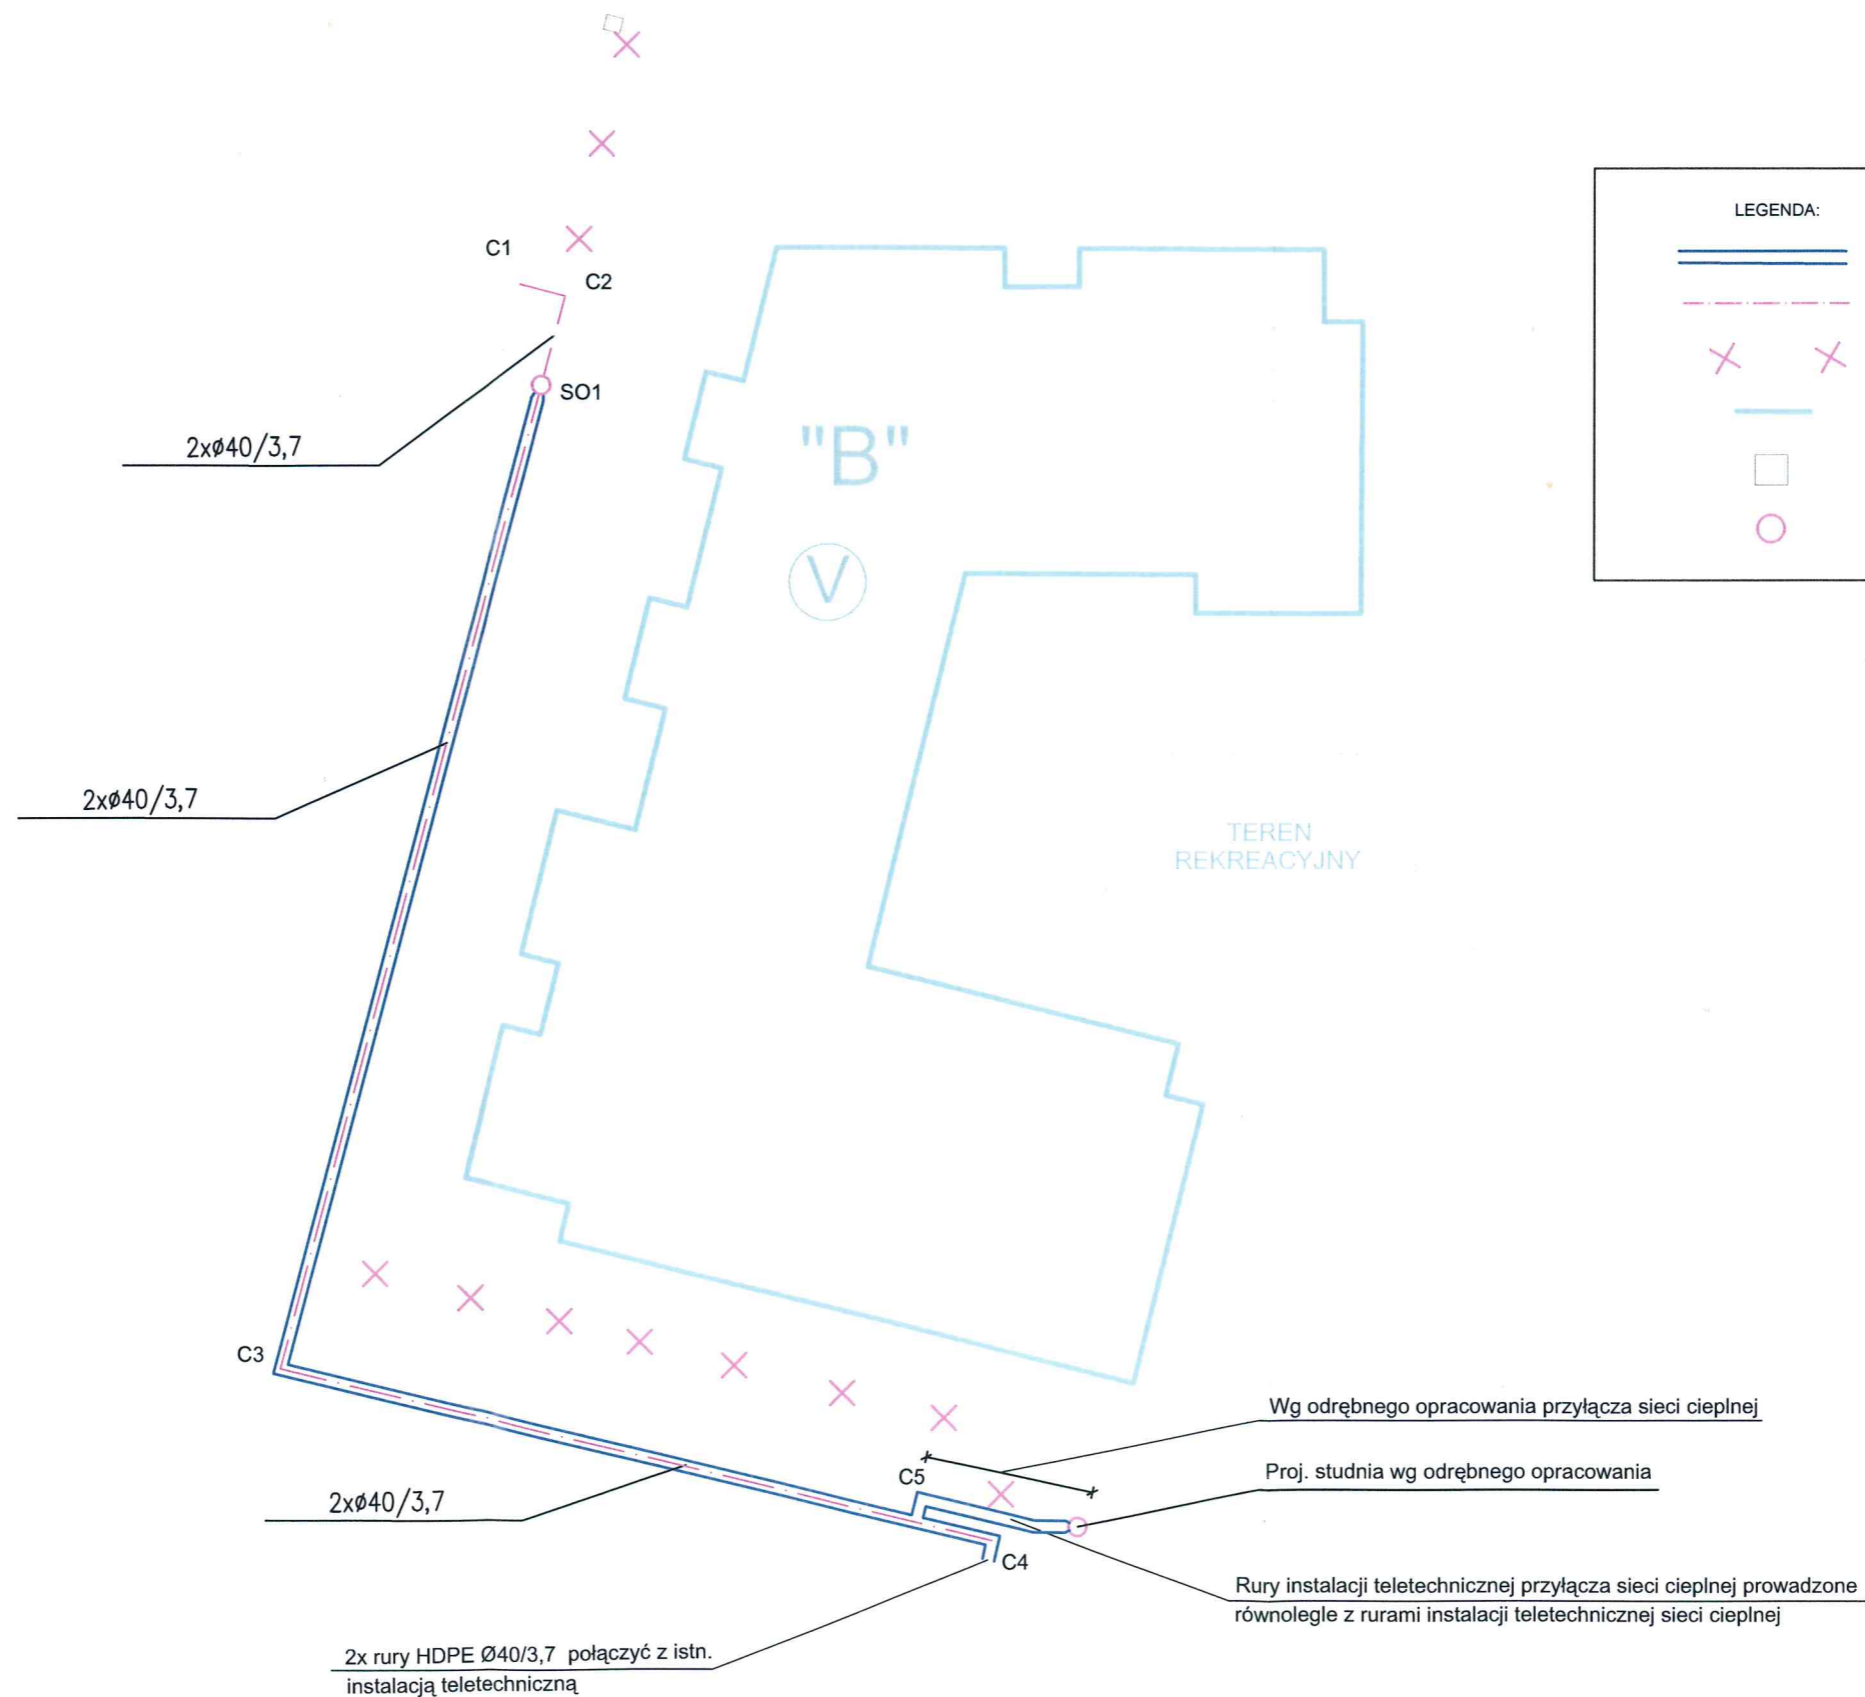 LEGENDA:
C1
C2
SO1
2xø40/3,7
"B"
V
2xø40/3,7
TEREN
REKREACYJNY
C3
Wg odrębnego opracowania przyłącza sieci cieplnej
C5
Proj. studnia wg odrębnego opracowania
2xø40/3,7
C4
Rury instalacji teletechnicznej przyłącza sieci cieplnej prowadzone
równolegle z rurami instalacji teletechnicznej sieci cieplnej
2x rury HDPE Ø40/3,7 połączyć z istn.
instalacją teletechniczną